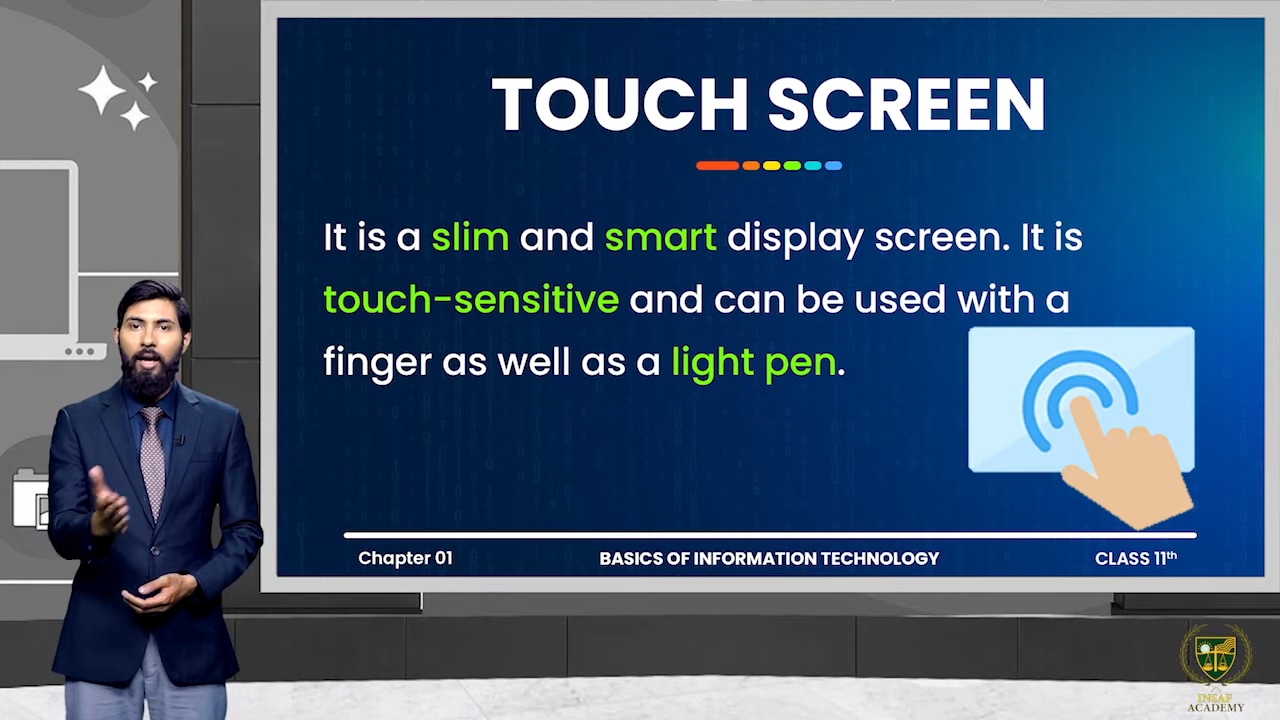 TOUCH SCREEN
It is a slim and smart display screen. It is
touch-sensitive and can be used with a
finger as well as a light pen.
Chapter 01
BASICS OF INFORMATION TECHNOLOGY
CLASS 11th
INSAF
ACADEMY